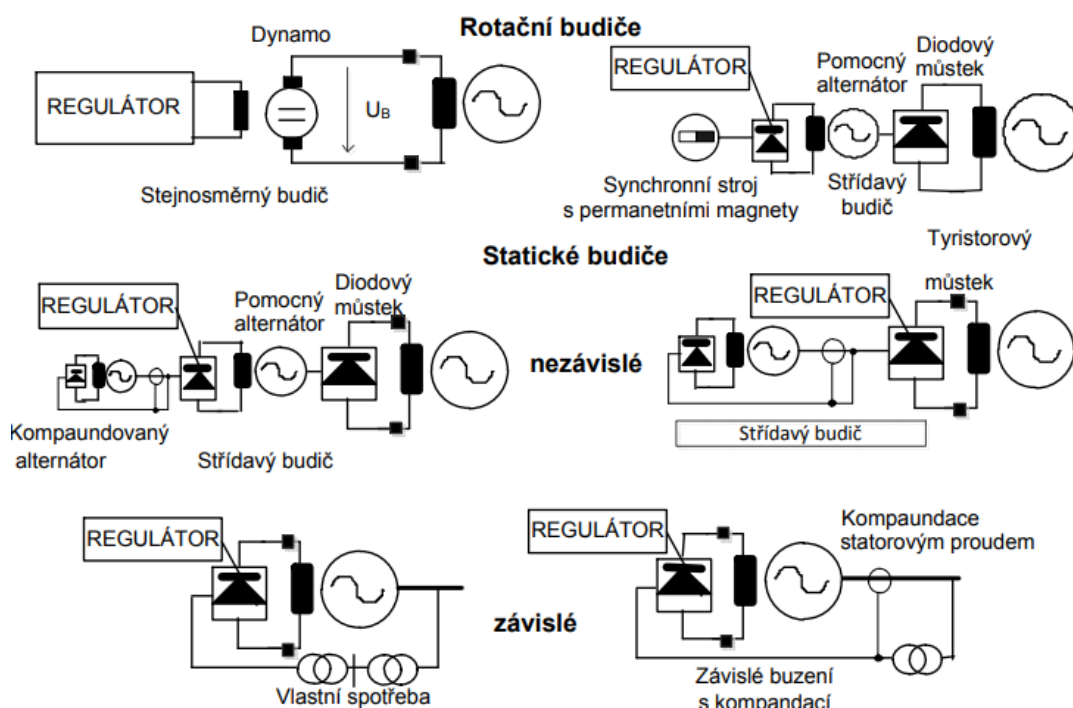 Rotační budiče
Dynamo
REGULÁTOR
UB
Stejnosměrný budič
REGULÁTOR
Pomocný
alternátor
Diodový
můstek
Synchronní stroj
s permanetními magnety
Střídavý
budič
Statické budiče
REGULÁTOR
Pomocný
alternátor
Diodový
můstek
Kompaundovaný
alternátor
Střídavý budič
nezávislé
Tyristorový
můstek
REGULÁTOR
Střídavý budič
REGULÁTOR
Vlastní spotřeba
závislé
REGULÁTOR
Kompaundace
statorovým proudem
Závislé buzení
s kompandací